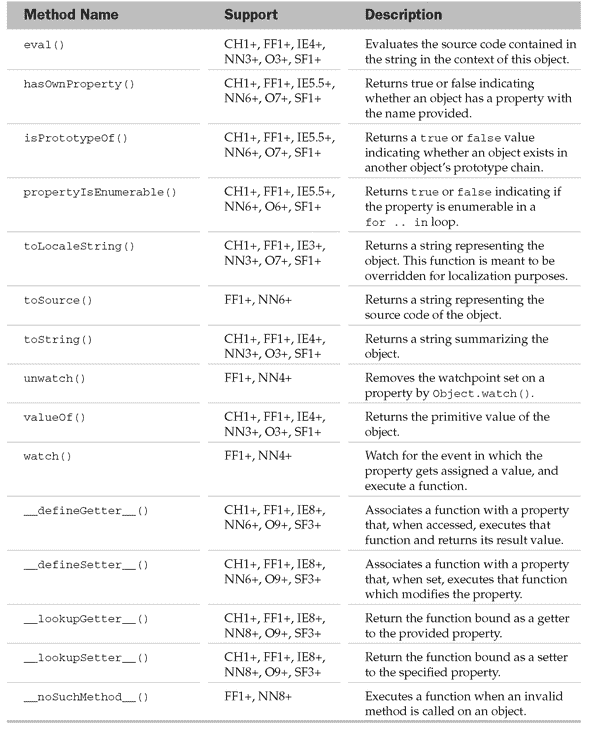 Method Name Support Description
eval() CH1+, FF1+, IE4+, Evaluates the source code contained in
NN3+, O3+, SF1+ the string in the context of this object.
hasOwnProperty() CH1+, FF1+, IE5.5+, Returns true or false indicating
NN6+, O7+, SF1+ whether an object has a property with
the name provided.
isPrototypeOf() CH1+, FF1+, IE5.5+, Returns a true or false value
NN6+, O7+, SF1+ indicating whether an object exists in
another object's prototype chain.
propertyIsEnumerable() CH1+, FF1+, IE5.5+, Returns true or false indicating if
NN6+, O6+, SF1+ the property is enumerable in a
for .. in loop.
toLocaleString() CH1+, FF1+, IE3+, Returns a string representing the
NN3+, O7+, SF1+ object. This function is meant to be
overridden for localization purposes.
toSource() FF1+, NN6+ Returns a string representing the
source code of the object.
toString() CH1+, FF1+, IE4+, Returns a string summarizing the
NN3+, O3+, SF1+ object.
unwatch() FF1+, NN4+ Removes the watchpoint set on a
property by Object.watch().
valueOf() CH1+, FF1+, IE4+, Returns the primitive value of the
NN3+, O3+, SF1+ object.
watch() FF1+, NN4+ Watch for the event in which the
property gets assigned a value, and
execute a function.
__defineGetter__() CH1+, FF1+, IE8+, Associates a function with a property
NN6+, O9+, SF3+ that, when accessed, executes that
function and returns its result value.
__defineSetter__() CH1+, FF1+, IE8+, Associates a function with a property
NN6+, O9+, SF3+ that, when set, executes that function
which modifies the property.
__lookupGetter__() CH1+, FF1+, IE8+, Return the function bound as a getter
NN8+, O9+, SF3+ to the provided property.
__lookupSetter__() CH1+, FF1+, IE8+, Return the function bound as a setter
NN8+, O9+, SF3+ to the specified property.
__noSuchMethod__() FF1+, NN8+ Executes a function when an invalid
method is called on an object.